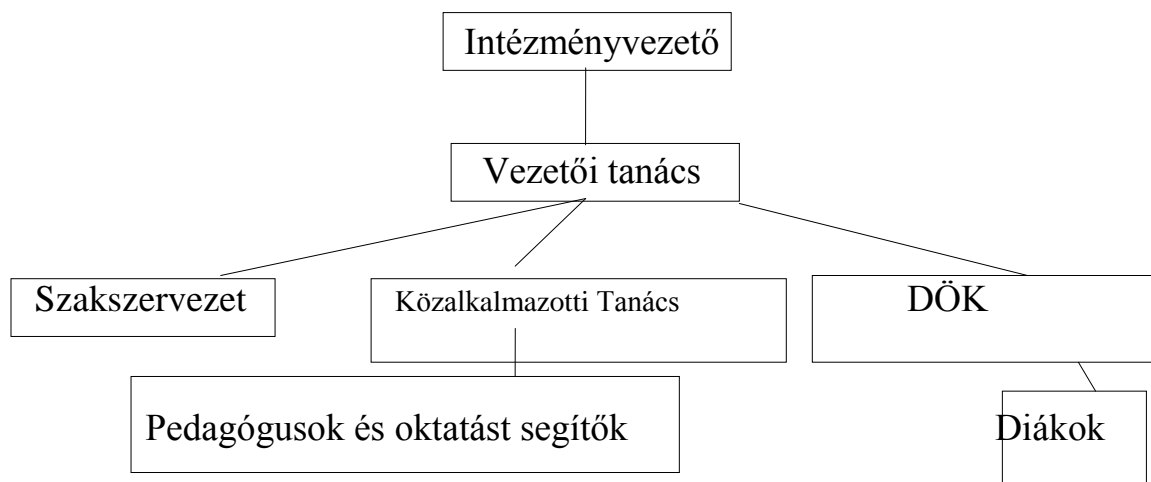 Intézményvezető
Vezetői tanács
Szakszervezet
Közalkalmazotti Tanács
DÖK
Pedagógusok és oktatást segítők
Diákok